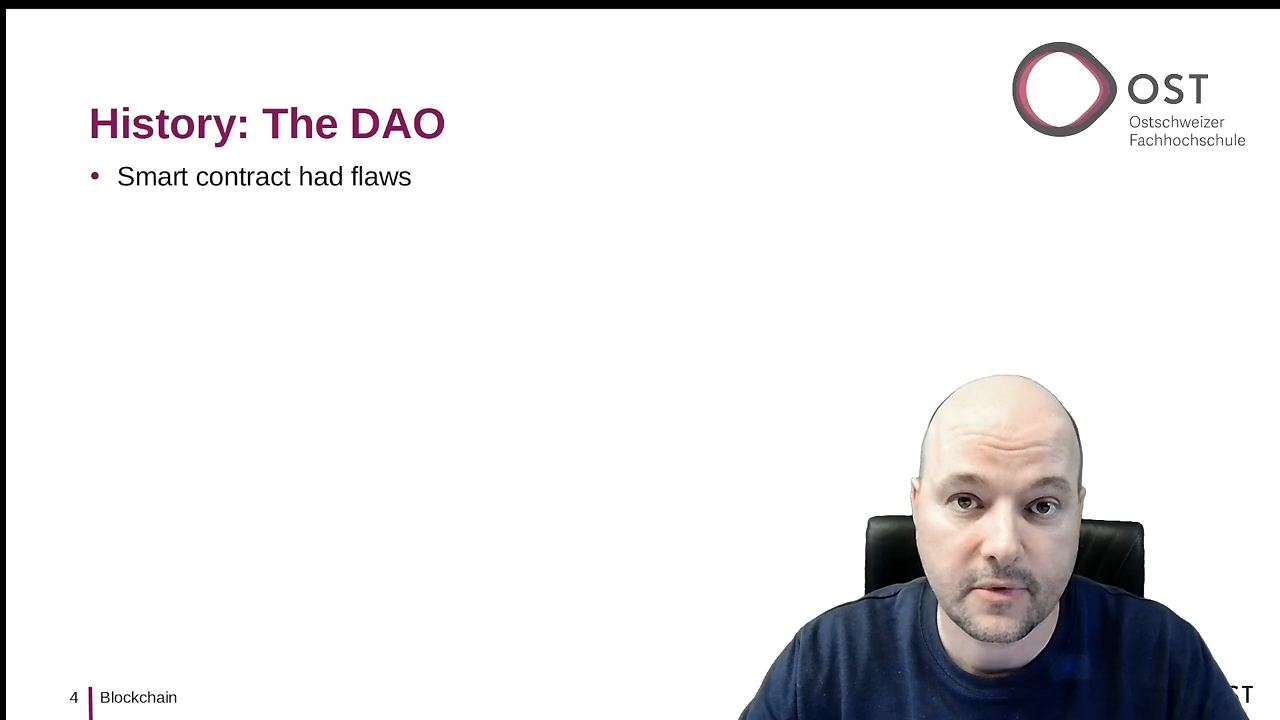 OST
Ostschweizer
Fachhochschule
History: The DAO
• Smart contract had flaws
4 Blockchain